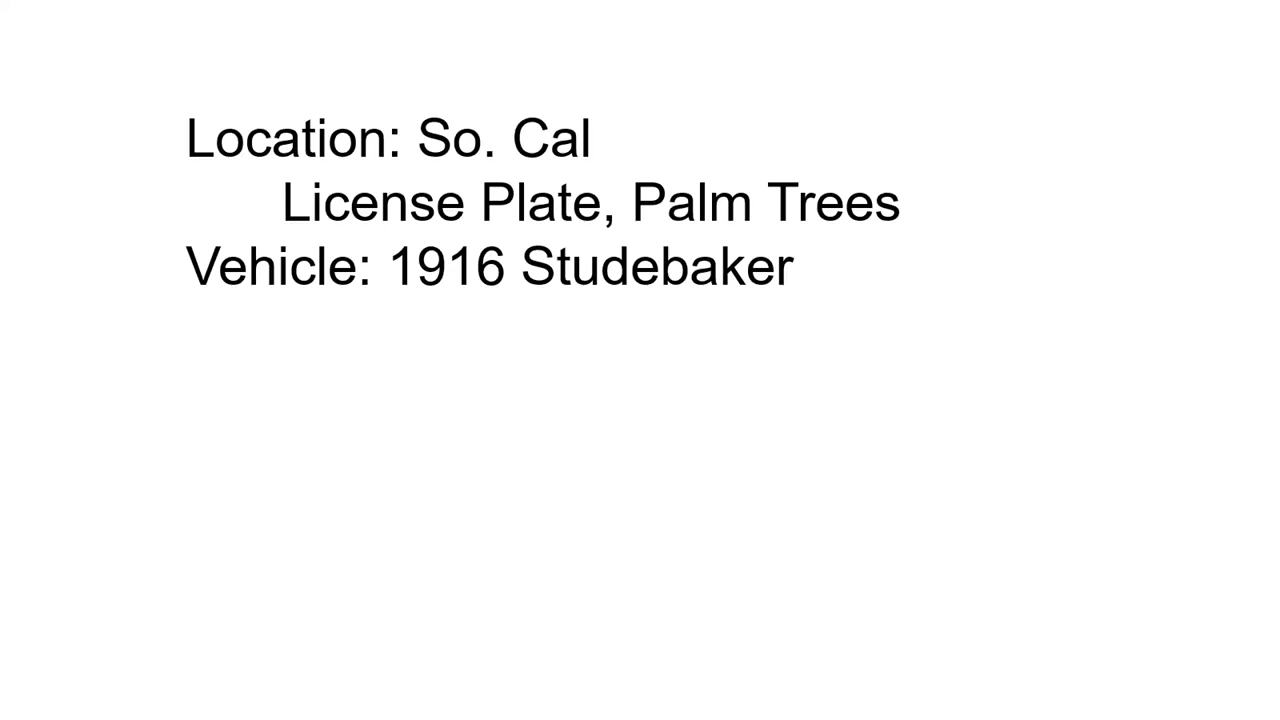 Location: So. Cal
License Plate, Palm Trees
Vehicle: 1916 Studebaker